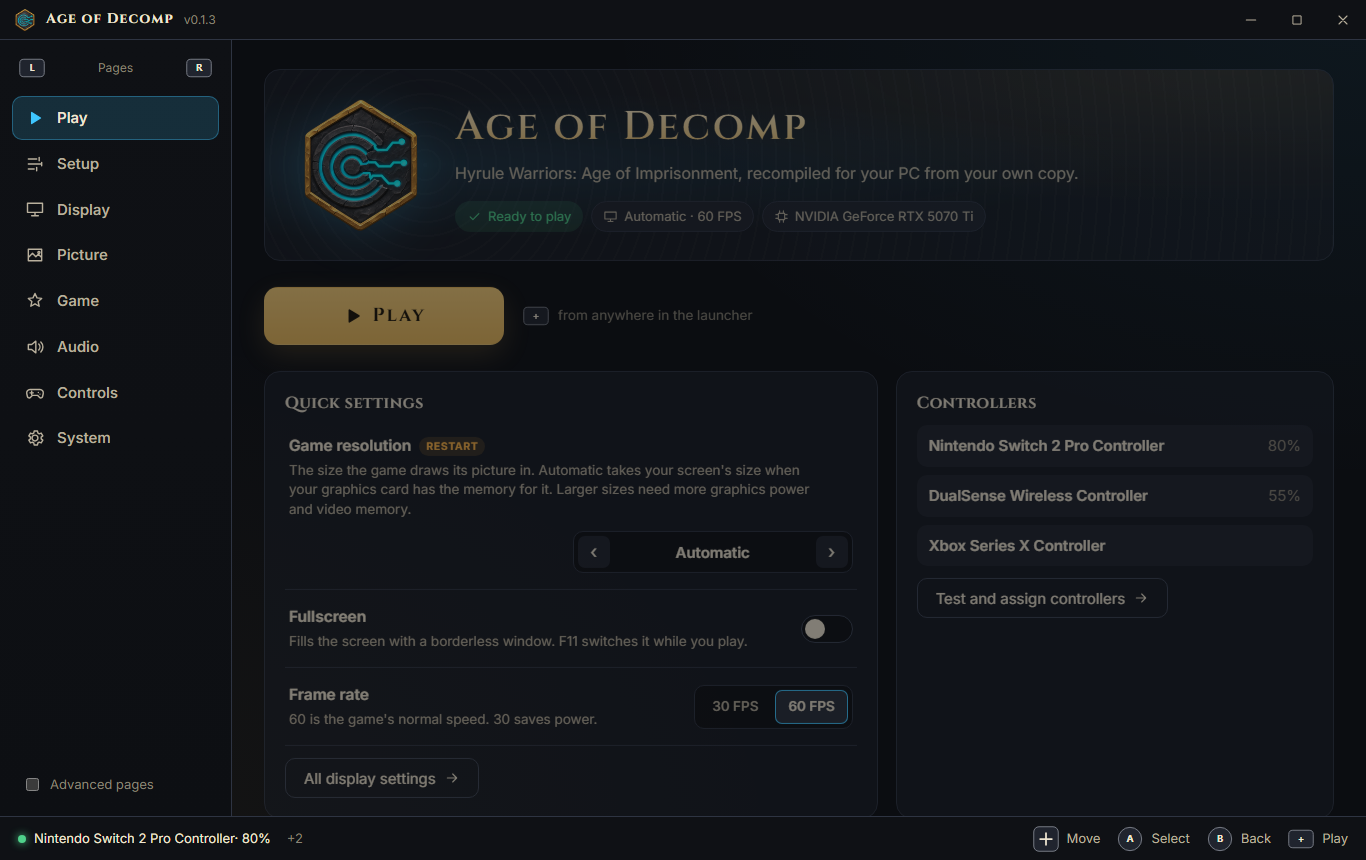 Age of Decomp v0.1.3
L Pages R
Play
Setup
Display
Picture
Game
Audio
Controls
System
Advanced pages
Age of Decomp
Hyrule Warriors: Age of Imprisonment, recompiled for your PC from your own copy.
Ready to play
Automatic · 60 FPS
NVIDIA GeForce RTX 5070 Ti
Play
+ from anywhere in the launcher
Quick settings
Game resolution RESTART
The size the game draws its picture in. Automatic takes your screen's size when
your graphics card has the memory for it. Larger sizes need more graphics power
and video memory.
Automatic
Fullscreen
Fills the screen with a borderless window. F11 switches it while you play.
Frame rate
60 is the game's normal speed. 30 saves power.
30 FPS 60 FPS
All display settings
Controllers
Nintendo Switch 2 Pro Controller 80%
DualSense Wireless Controller 55%
Xbox Series X Controller
Test and assign controllers
Nintendo Switch 2 Pro Controller· 80% +2
Move A Select B Back + Play